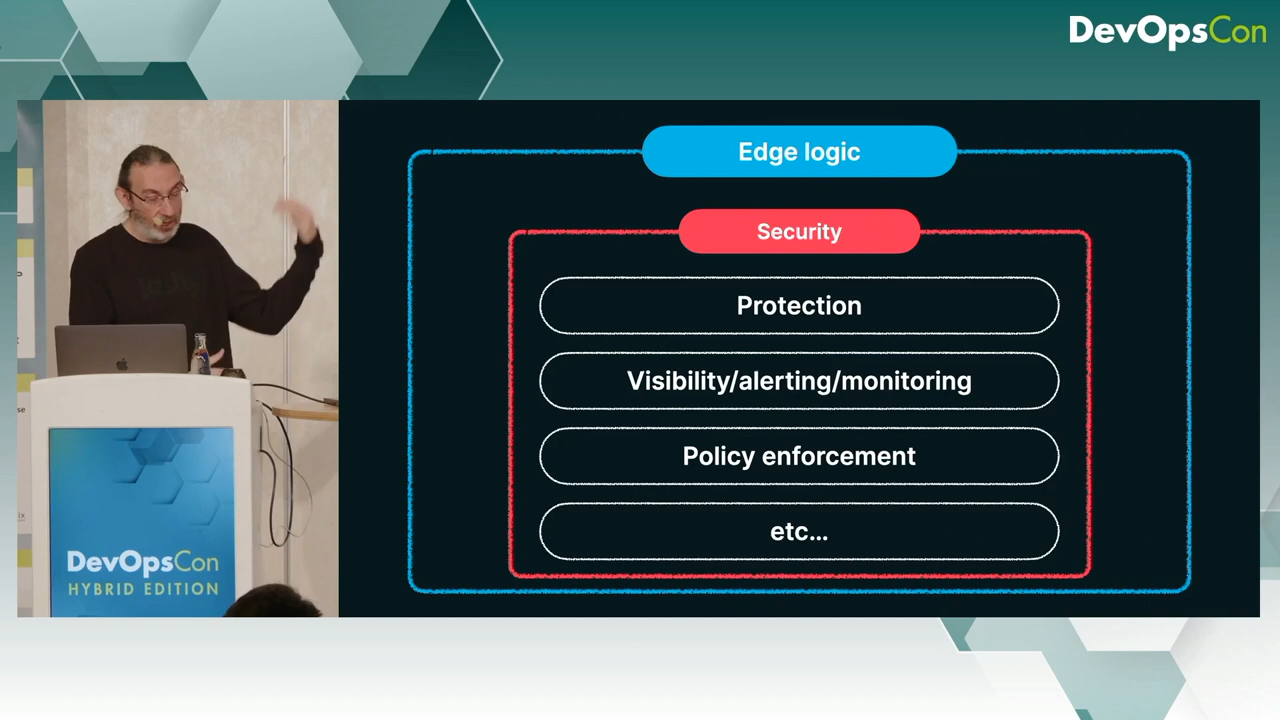 DevOpsCon
Edge logic
Security
Protection
Visibility/alerting/monitoring
Policy enforcement
etc...
DevOpsCon
HYBRID EDITION